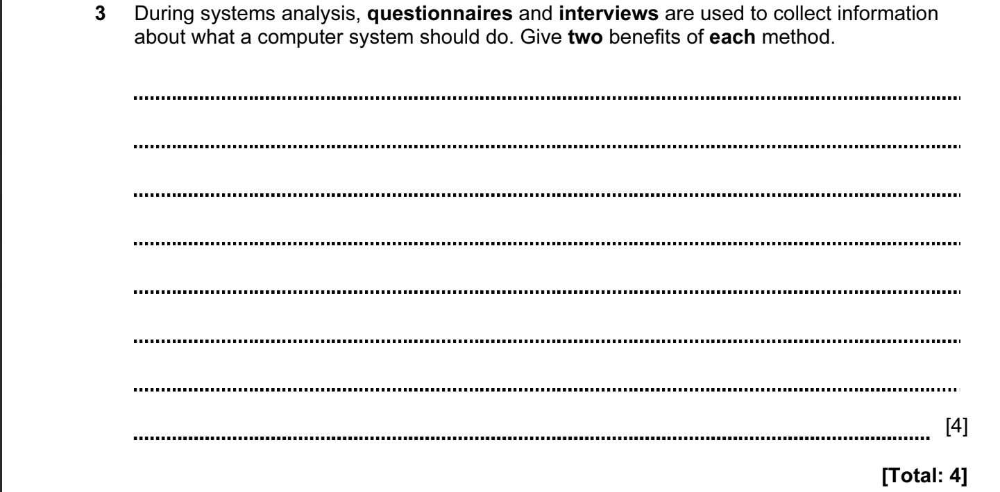 3 During systems analysis, questionnaires and interviews are used to collect information
about what a computer system should do. Give two benefits of each method.
[4]
[Total: 4]